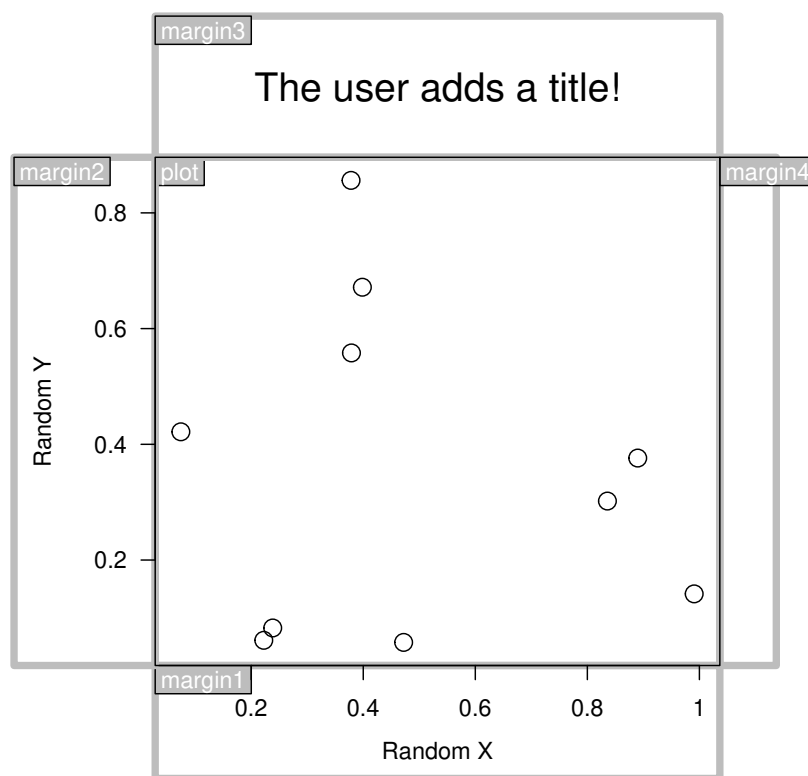 margin3
The user adds a title!
margin2
plot
margin4
0.8
0.6
Random Y
0.4
0.2
margin1
0.2 0.4 0.6 0.8 1
Random X